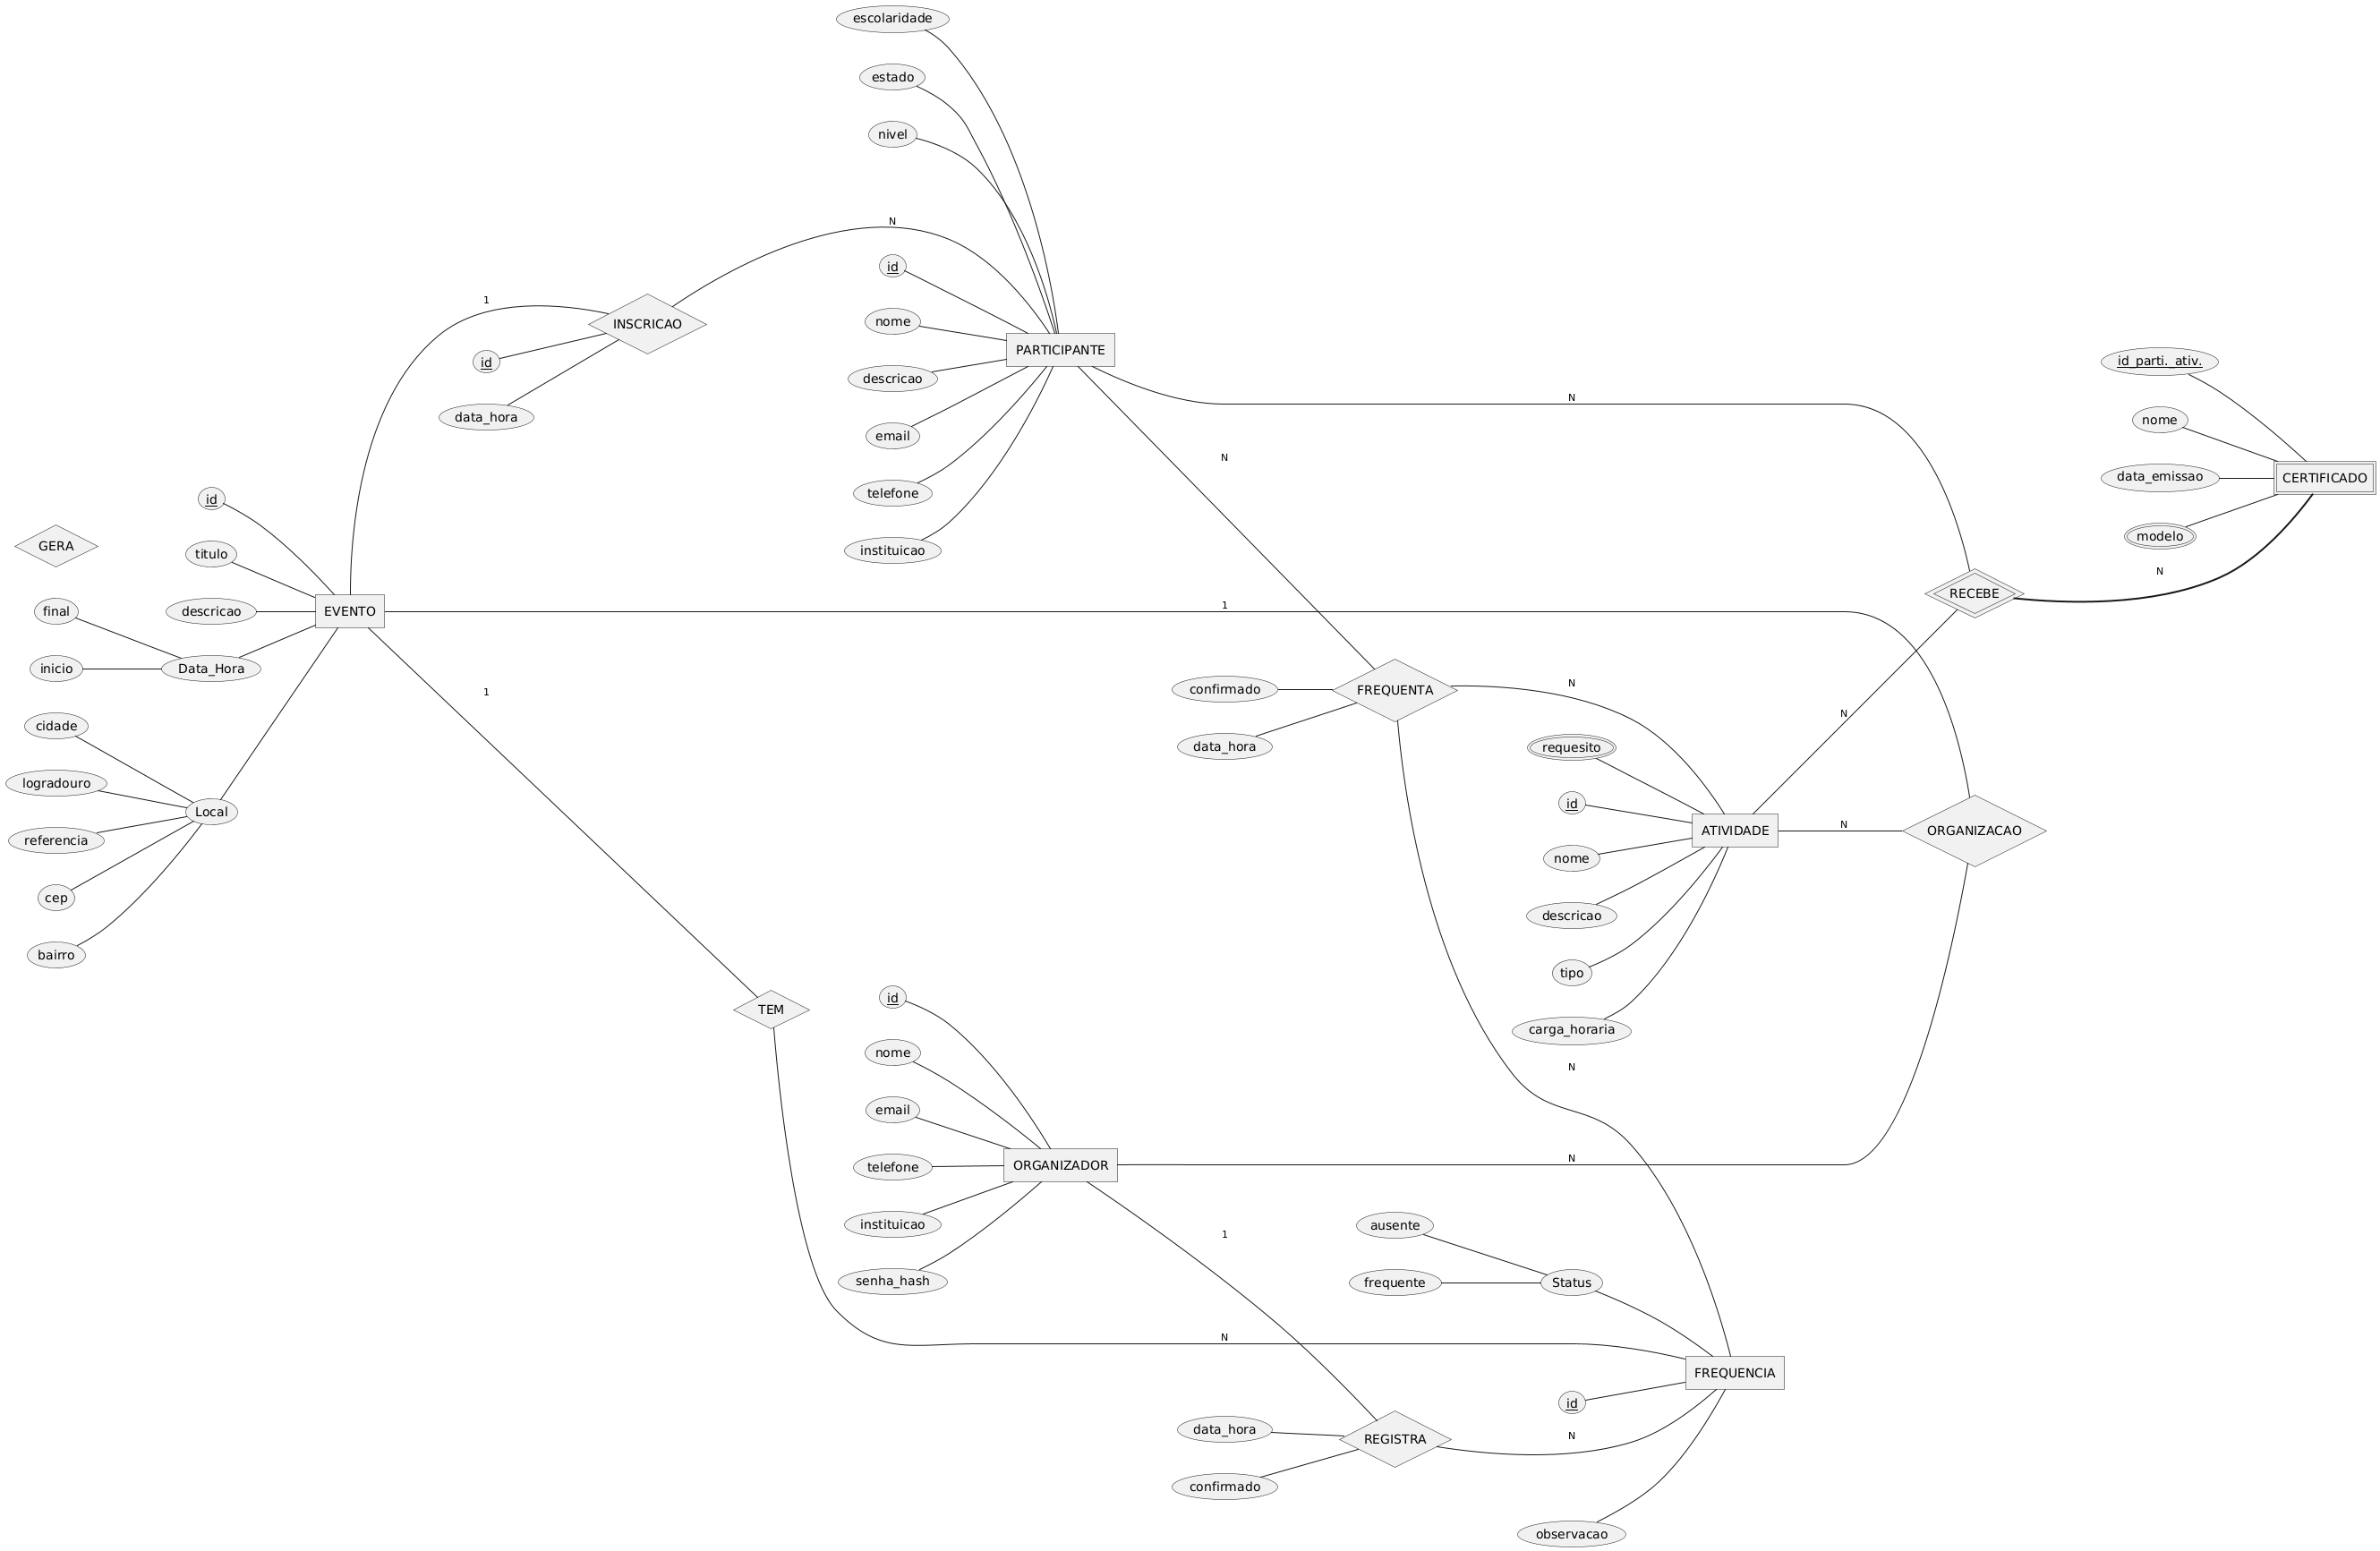 escolaridade
estado
nivel
N
id
nome
descricao
email
telefone
instituicao
PARTICIPANTE
1
INSCRICAO
id
data_hora
GERA
id
titulo
descricao
final
inicio
Data_Hora
EVENTO
cidade
logradouro
referencia
cep
bairro
Local
1
TEM
N
N
1
N
confirmado
data_hora
FREQUENTA
N
requesito
id
nome
descricao
tipo
carga_horaria
ATIVIDADE
N
N
ORGANIZACAO
id_parti._ativ.
nome
data_emissao
modelo
CERTIFICADO
N
RECEBE
id
nome
email
telefone
instituicao
senha_hash
ORGANIZADOR
N
N
1
N
ausente
frequente
Status
FREQUENCIA
id
data_hora
confirmado
REGISTRA
N
observacao